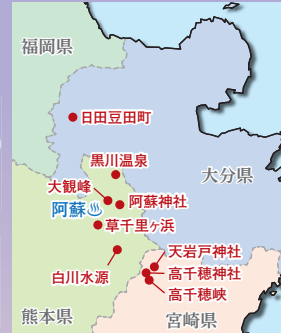 福岡県
日田豆田町
黒川温泉
大分県
大観峰
阿蘇神社
阿蘇♨
草千里ヶ浜
天岩戸神社
白川水源
高千穂神社
高千穂峡
熊本県
宮崎県